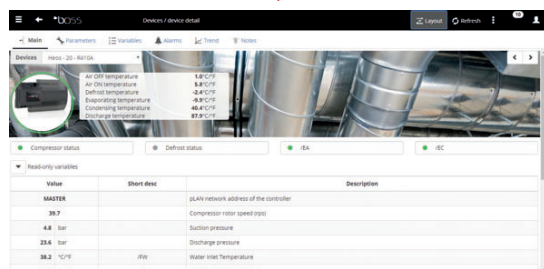 boss
Devices / device detail
Layout
Refresh
10
Main
Parameters
Variables
Alarms
Trend
Notes
Devices
Heos - 20 - R410A
Air OFF temperature 1.0°C/°F
Air ON temperature 5.8°C/°F
Defrost temperature -2.4°C/°F
Evaporating temperature -9.9°C/°F
Condensing temperature 40.4°C/°F
Discharge temperature 87.9°C/°F
Compressor status
Defrost status
/EA
/EC
Read-only variables
Value Short desc Description
MASTER pLAN network address of the controller
39.7 Compressor rotor speed (rps)
4.8 bar Suction pressure
23.6 bar Discharge pressure
38.2 °C/°F /FW Water Inlet Temperature